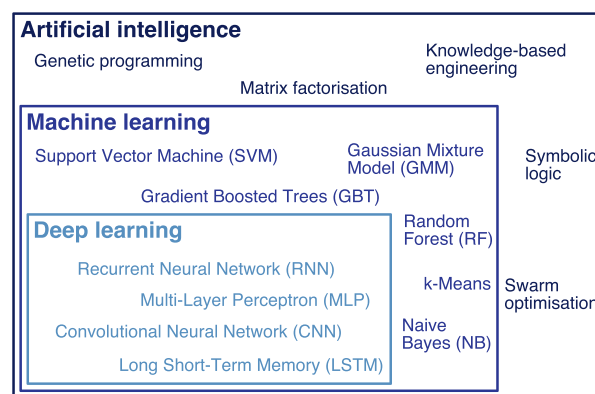 Artificial intelligence
Genetic programming
Knowledge-based
engineering
Matrix factorisation
Machine learning
Support Vector Machine (SVM)
Gaussian Mixture
Model (GMM)
Symbolic
logic
Gradient Boosted Trees (GBT)
Deep learning
Random
Forest (RF)
Recurrent Neural Network (RNN)
k-Means
Swarm
optimisation
Multi-Layer Perceptron (MLP)
Convolutional Neural Network (CNN)
Naive
Bayes (NB)
Long Short-Term Memory (LSTM)